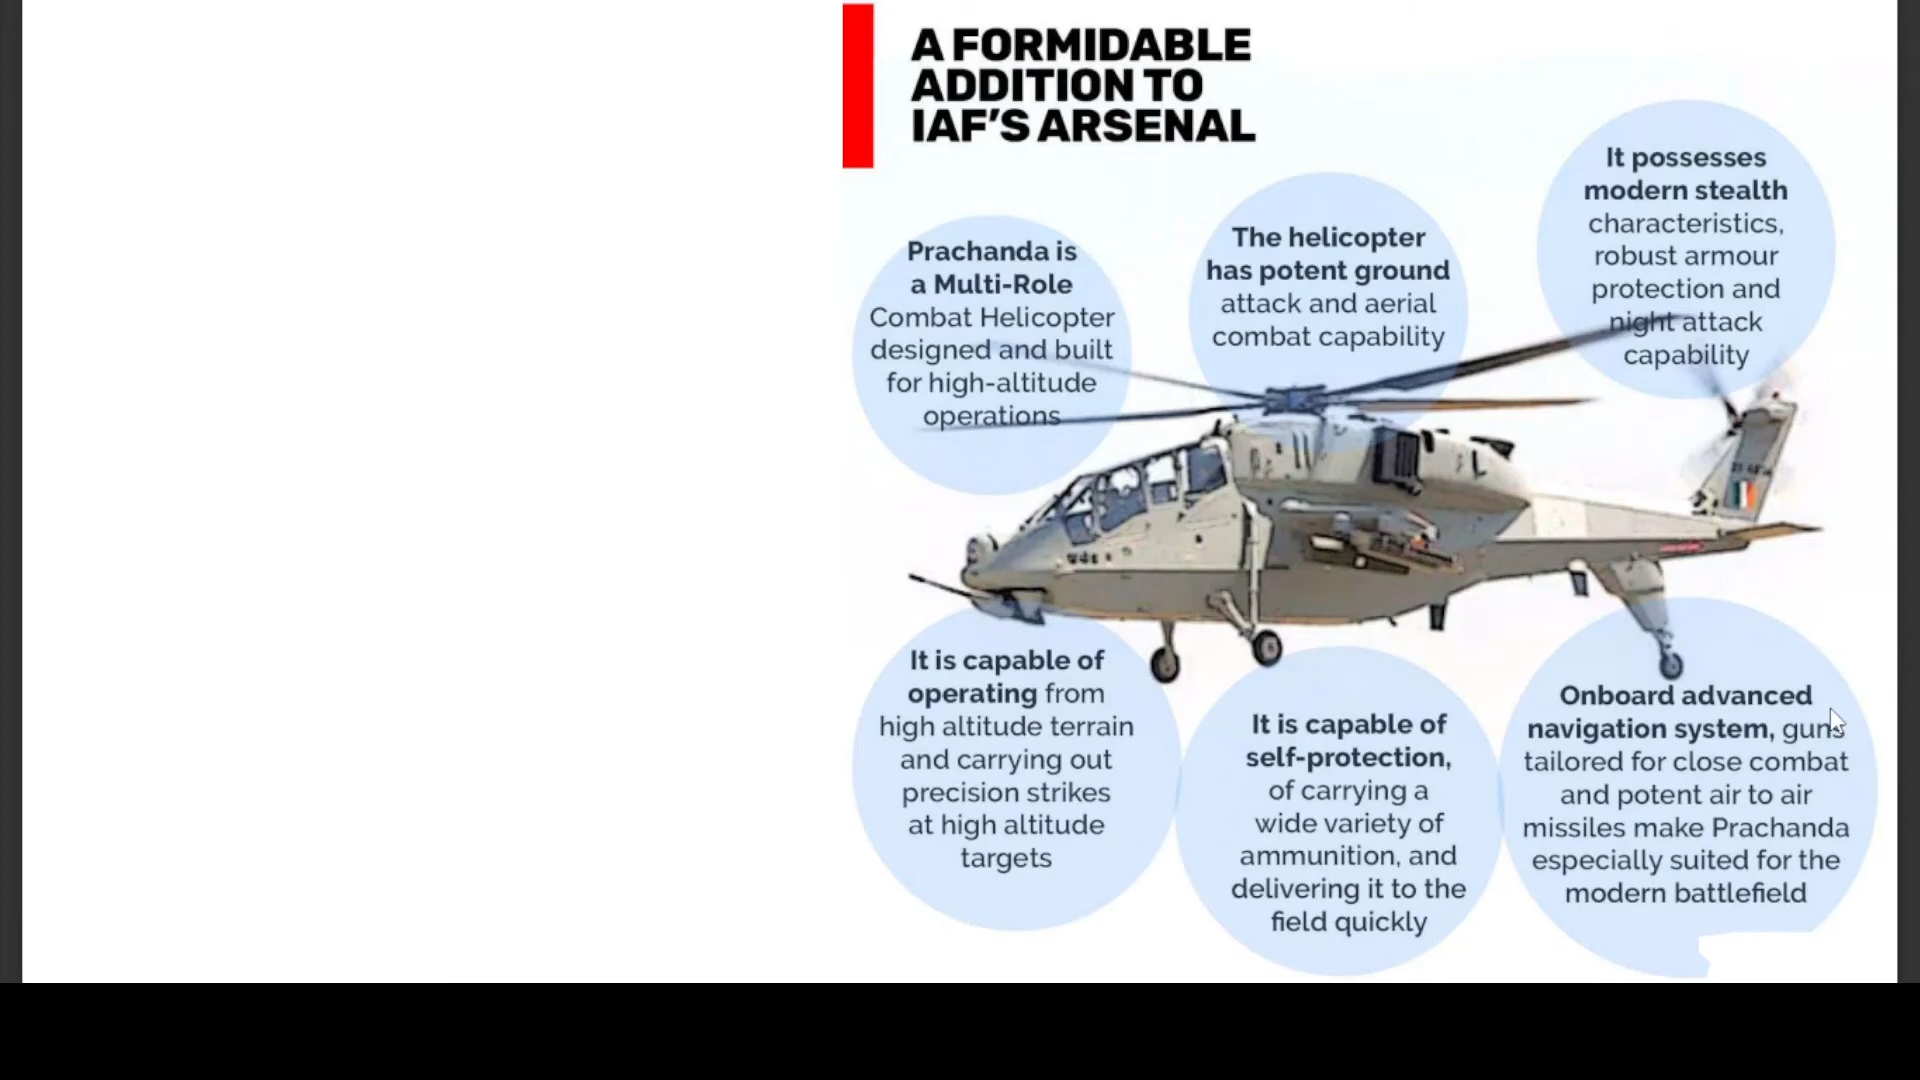 A FORMIDABLE
ADDITION TO
IAF'S ARSENAL
Prachanda is
a Multi-Role
Combat Helicopter
designed and built
for high-altitude
operations
The helicopter
has potent ground
attack and aerial
combat capability
It possesses
modern stealth
characteristics,
robust armour
protection and
night attack
capability
It is capable of
operating from
high altitude terrain
and carrying out
precision strikes
at high altitude
targets
It is capable of
self-protection,
of carrying a
wide variety of
ammunition, and
delivering it to the
field quickly
Onboard advanced
navigation system, guns
tailored for close combat
and potent air to air
missiles make Prachanda
especially suited for the
modern battlefield